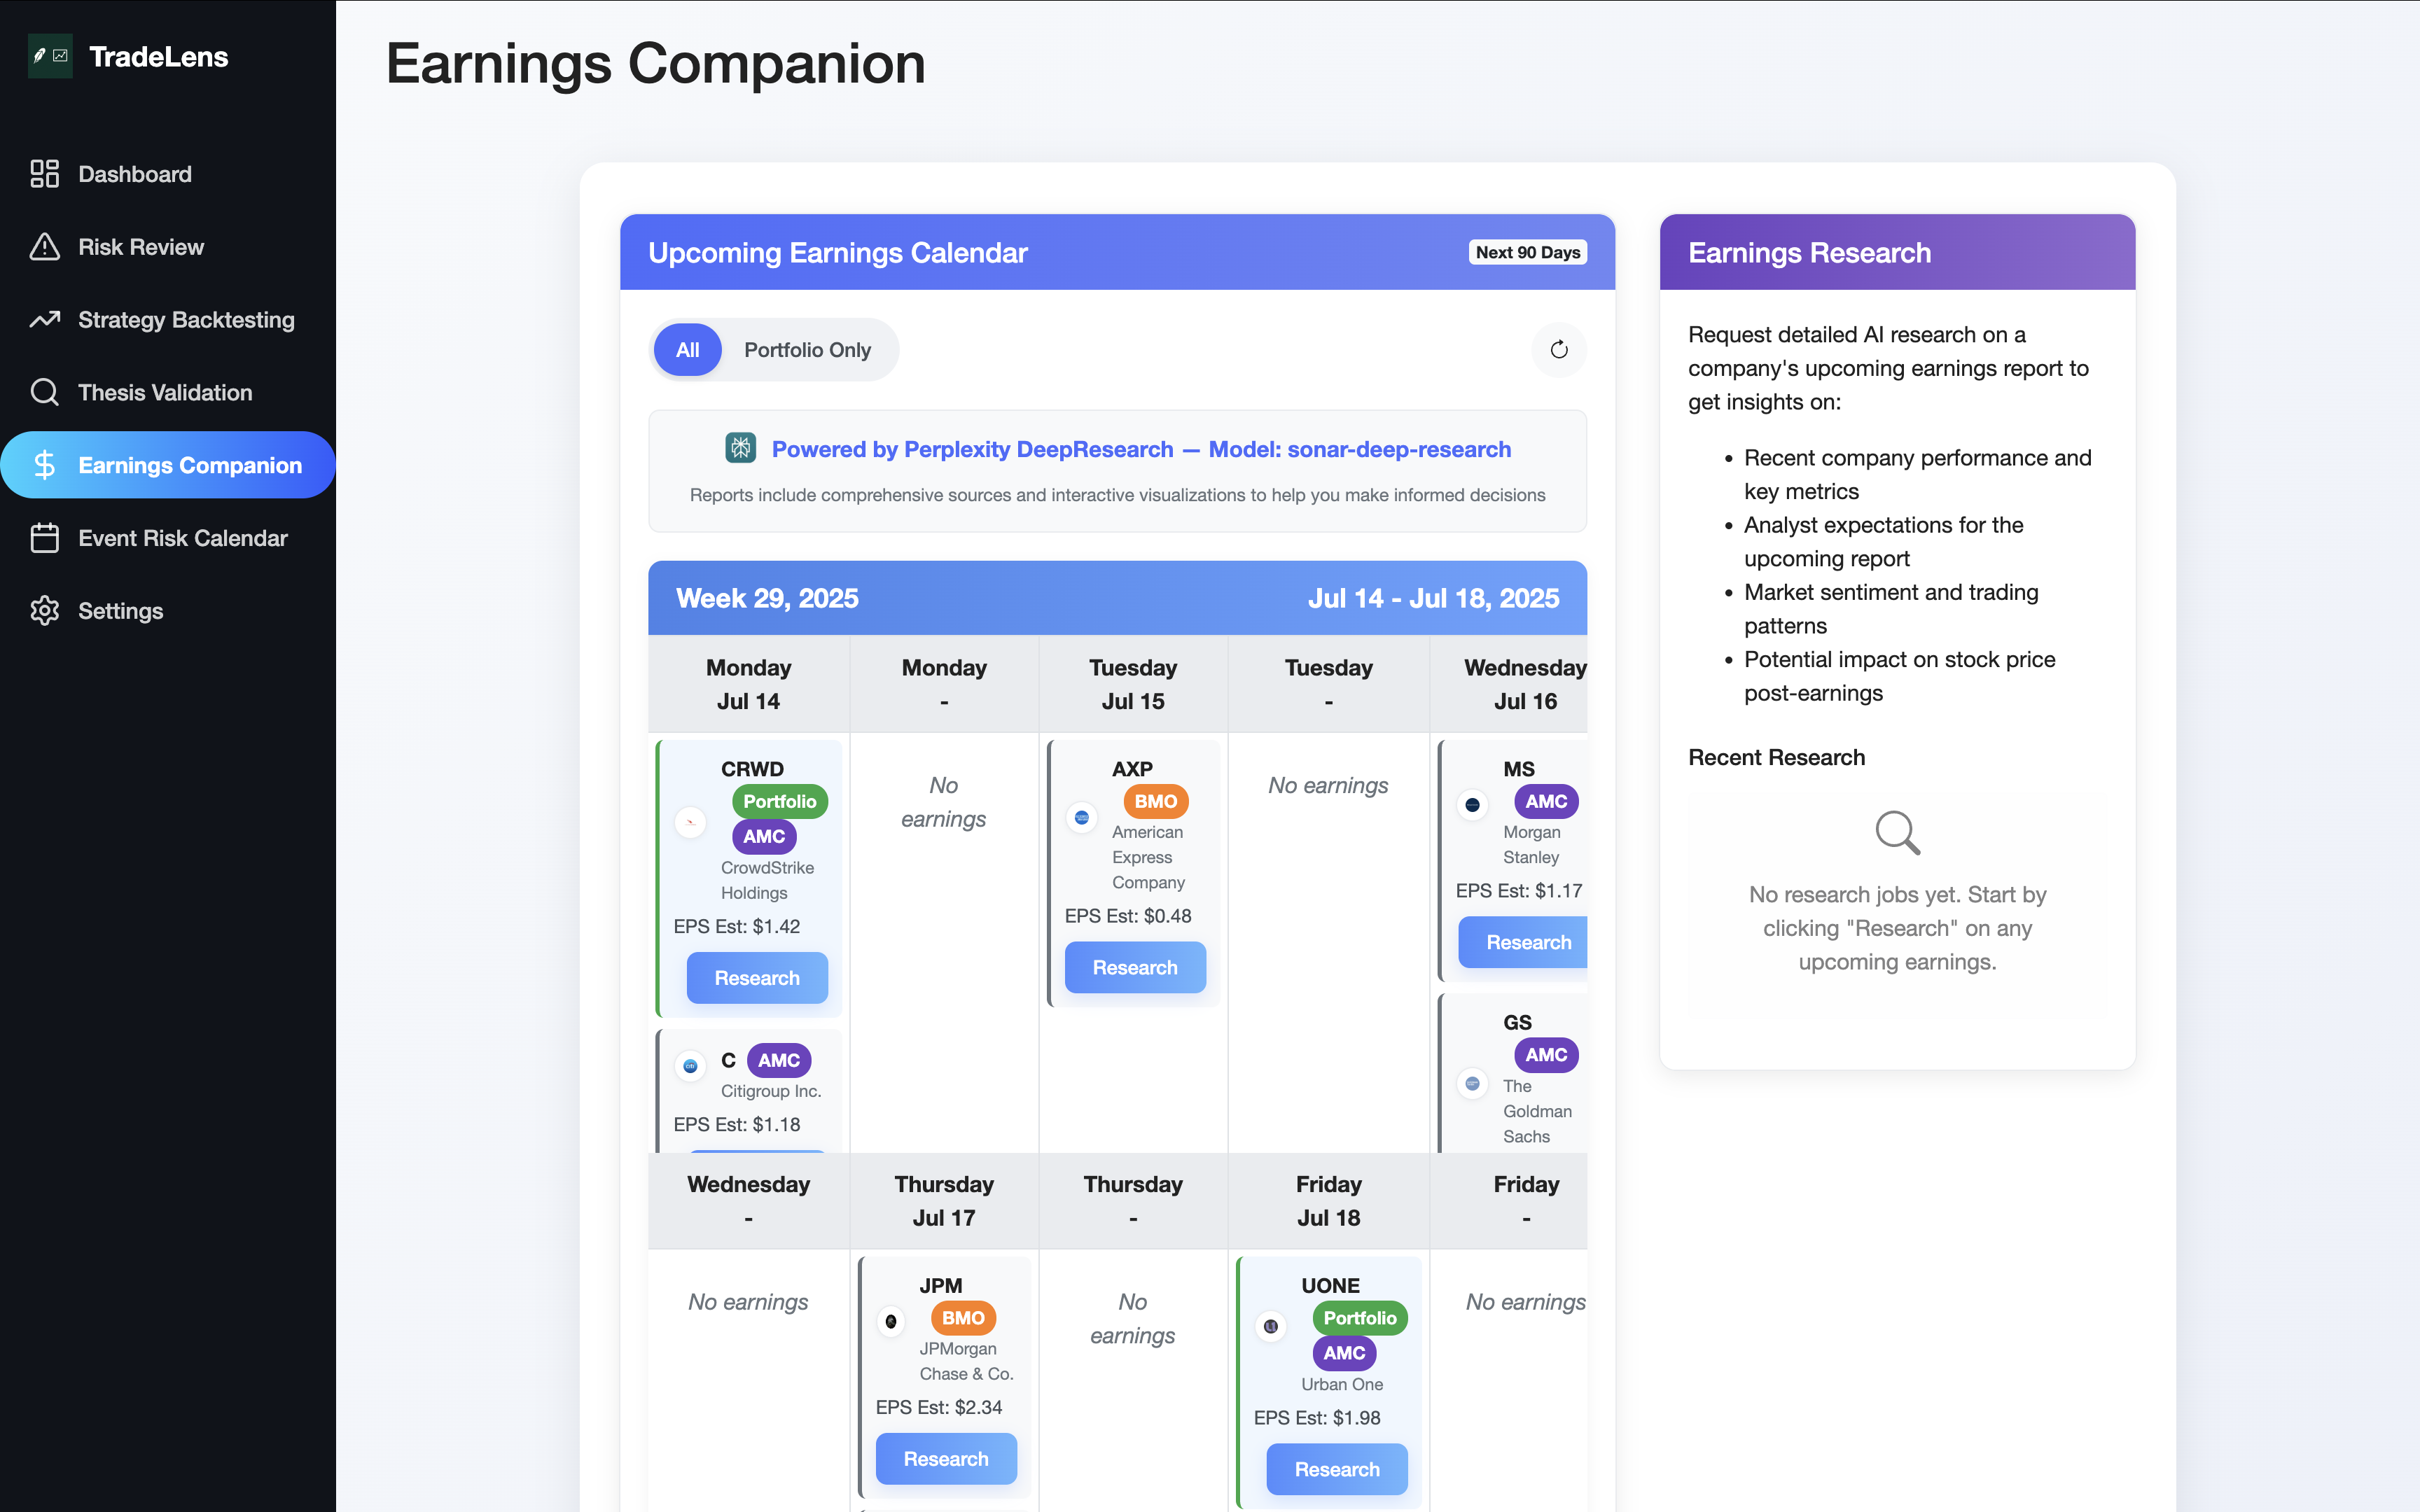 TradeLens
Dashboard
Risk Review
Strategy Backtesting
Thesis Validation
Earnings Companion
Event Risk Calendar
Settings
Earnings Companion
Upcoming Earnings Calendar
Next 90 Days
All
Portfolio Only
Powered by Perplexity DeepResearch — Model: sonar-deep-research
Reports include comprehensive sources and interactive visualizations to help you make informed decisions
Week 29, 2025
Jul 14 - Jul 18, 2025
Monday
Jul 14
Monday
-
Tuesday
Jul 15
Tuesday
-
Wednesday
Jul 16
CRWD
Portfolio
AMC
CrowdStrike
Holdings
EPS Est: $1.42
Research
C AMC
Citigroup Inc.
EPS Est: $1.18
No
earnings
AXP
BMO
American
Express
Company
EPS Est: $0.48
Research
No earnings
MS
AMC
Morgan
Stanley
EPS Est: $1.17
Research
GS
AMC
The
Goldman
Sachs
Wednesday
-
Thursday
Jul 17
Thursday
-
Friday
Jul 18
Friday
-
No earnings
JPM
BMO
JPMorgan
Chase & Co.
EPS Est: $2.34
Research
No
earnings
UONE
Portfolio
AMC
Urban One
EPS Est: $1.98
Research
No earnings
Earnings Research
Request detailed AI research on a
company's upcoming earnings report to
get insights on:
• Recent company performance and
key metrics
• Analyst expectations for the
upcoming report
• Market sentiment and trading
patterns
• Potential impact on stock price
post-earnings
Recent Research
No research jobs yet. Start by
clicking "Research" on any
upcoming earnings.